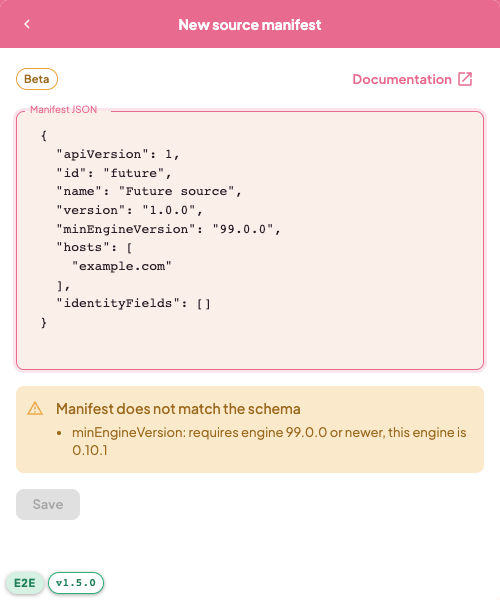 New source manifest
Beta
Documentation
Manifest JSON
{
  "apiVersion": 1,
  "id": "future",
  "name": "Future source",
  "version": "1.0.0",
  "minEngineVersion": "99.0.0",
  "hosts": [
    "example.com"
  ],
  "identityFields": []
}
Manifest does not match the schema
• minEngineVersion: requires engine 99.0.0 or newer, this engine is
0.10.1
Save
E2E
v1.5.0